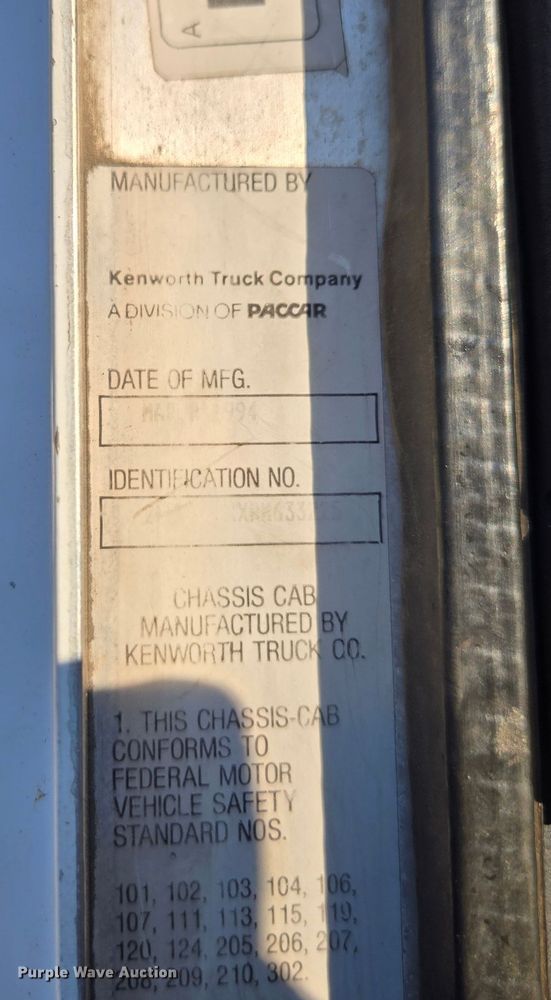 A
MANUFACTURED BY
Kenworth Truck Company
A DIVISION OF PACCAR
DATE OF MFG.
1994
IDENTIFICATION NO.
CHASSIS CAB
MANUFACTURED BY
KENWORTH TRUCK CO.
1. THIS CHASSIS-CAB
CONFORMS TO
FEDERAL MOTOR
VEHICLE SAFETY
STANDARD NOS.
101, 102, 103, 104, 106,
107, 111, 113, 115, 119,
120, 124, 205, 206, 207,
208, 209, 210, 302.
Purple Wave Auction